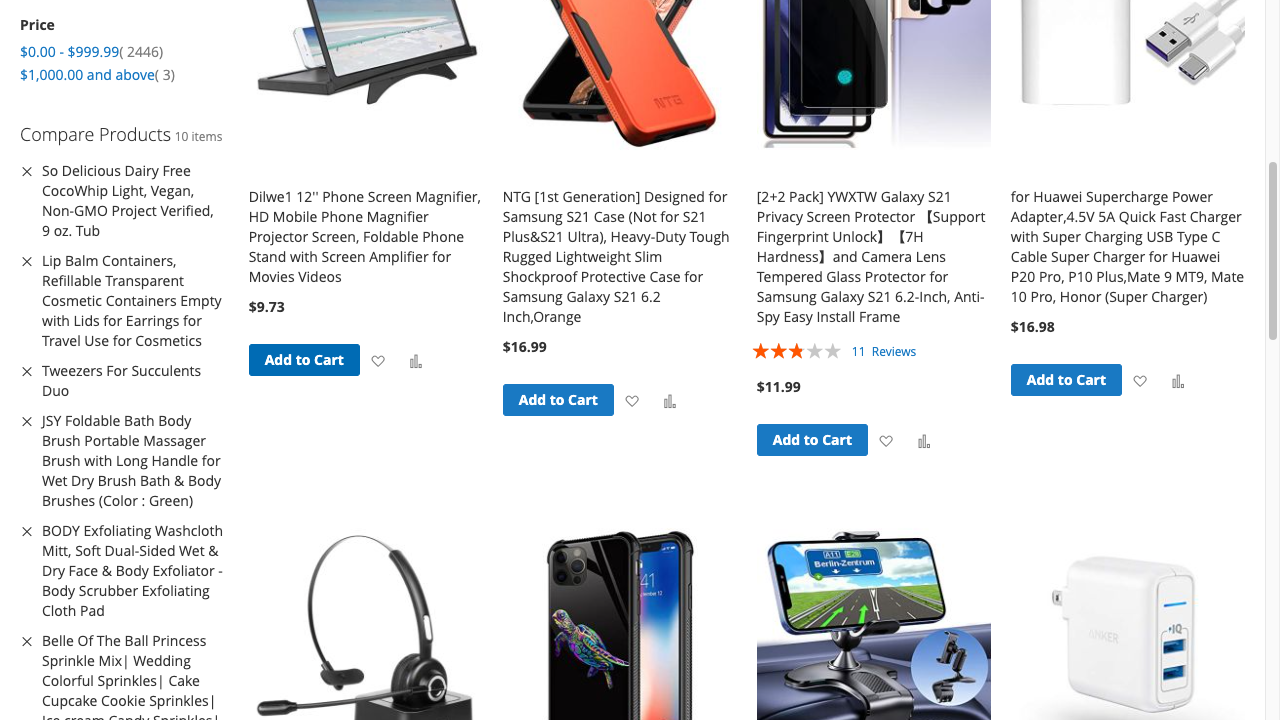 Price
$0.00 - $999.99( 2446)
$1,000.00 and above( 3)
Compare Products 10 items
So Delicious Dairy Free
CocoWhip Light, Vegan,
Non-GMO Project Verified,
9 oz. Tub
Lip Balm Containers,
Refillable Transparent
Cosmetic Containers Empty
with Lids for Earrings for
Travel Use for Cosmetics
Tweezers For Succulents
Duo
JSY Foldable Bath Body
Brush Portable Massager
Brush with Long Handle for
Wet Dry Brush Bath & Body
Brushes (Color : Green)
BODY Exfoliating Washcloth
Mitt, Soft Dual-Sided Wet &
Dry Face & Body Exfoliator -
Body Scrubber Exfoliating
Cloth Pad
Belle Of The Ball Princess
Sprinkle Mix| Wedding
Colorful Sprinkles| Cake
Cupcake Cookie Sprinkles|
Ice cream Candy Sprinkles|
Dilwe1 12'' Phone Screen Magnifier,
HD Mobile Phone Magnifier
Projector Screen, Foldable Phone
Stand with Screen Amplifier for
Movies Videos
$9.73
Add to Cart
NTG
NTG [1st Generation] Designed for
Samsung S21 Case (Not for S21
Plus&S21 Ultra), Heavy-Duty Tough
Rugged Lightweight Slim
Shockproof Protective Case for
Samsung Galaxy S21 6.2
Inch,Orange
$16.99
Add to Cart
[2+2 Pack] YWXTW Galaxy S21
Privacy Screen Protector 【Support
Fingerprint Unlock】【7H
Hardness】and Camera Lens
Tempered Glass Protector for
Samsung Galaxy S21 6.2-Inch, Anti-
Spy Easy Install Frame
11 Reviews
$11.99
Add to Cart
for Huawei Supercharge Power
Adapter,4.5V 5A Quick Fast Charger
with Super Charging USB Type C
Cable Super Charger for Huawei
P20 Pro, P10 Plus,Mate 9 MT9, Mate
10 Pro, Honor (Super Charger)
$16.98
Add to Cart
A11
Berlin-Zentrum
ANKER
IQ